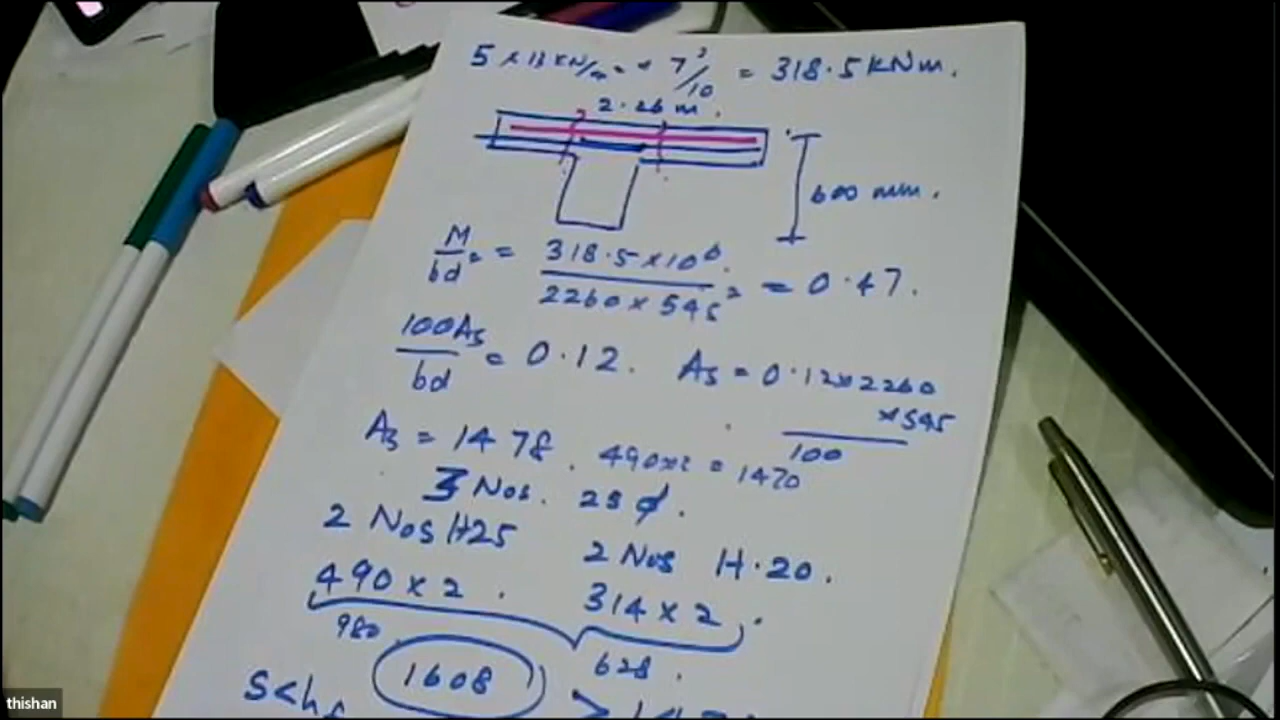 5 × 13 kN/m² × 7²/10 = 318.5 kNm.
2.26 m.
600 mm.
M/bd² = 318.5×10⁶/2260×545² = 0.47.
100As/bd = 0.12. As = 0.12×2260×545/100
As = 1478. 490×2 = 1470
3 Nos. 25 φ.
2 Nos H25 2 Nos H.20.
490 × 2. 314 × 2.
980. 628.
1608 >
thishan